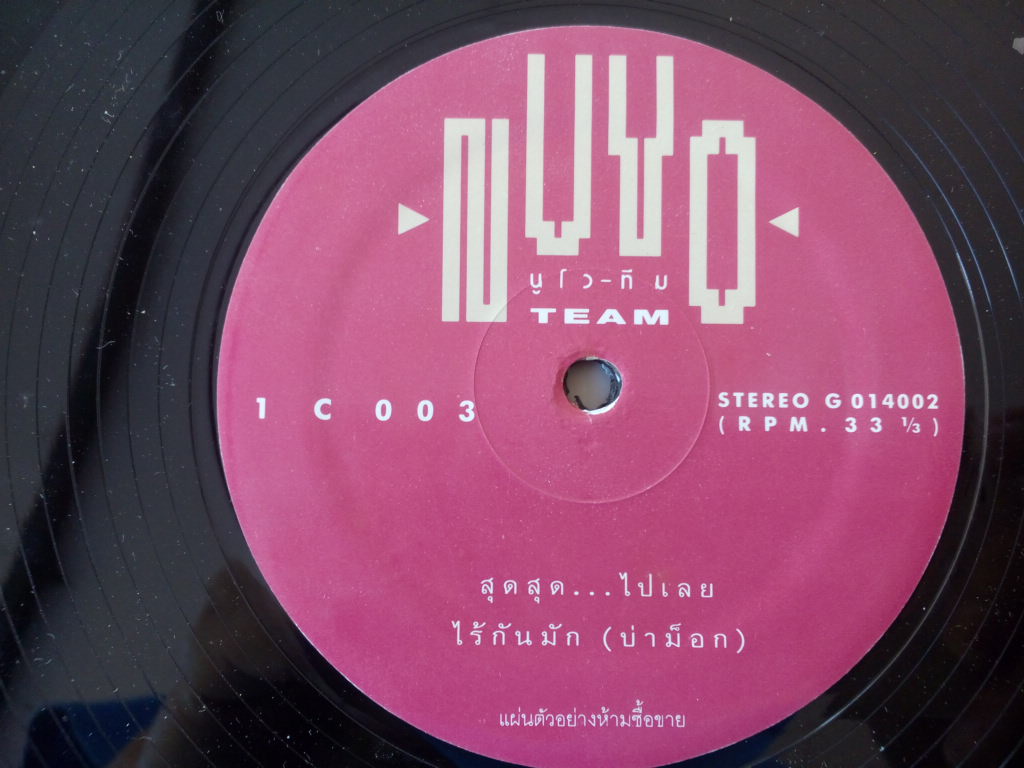 NUVO
นูโว-ทีม
TEAM
1 C 003
STEREO G 014002
(RPM. 33 ⅓)
สุดสุด...ไปเลย
ไร้กันมัก (บ่าม็อก)
แผ่นตัวอย่างห้ามซื้อขาย